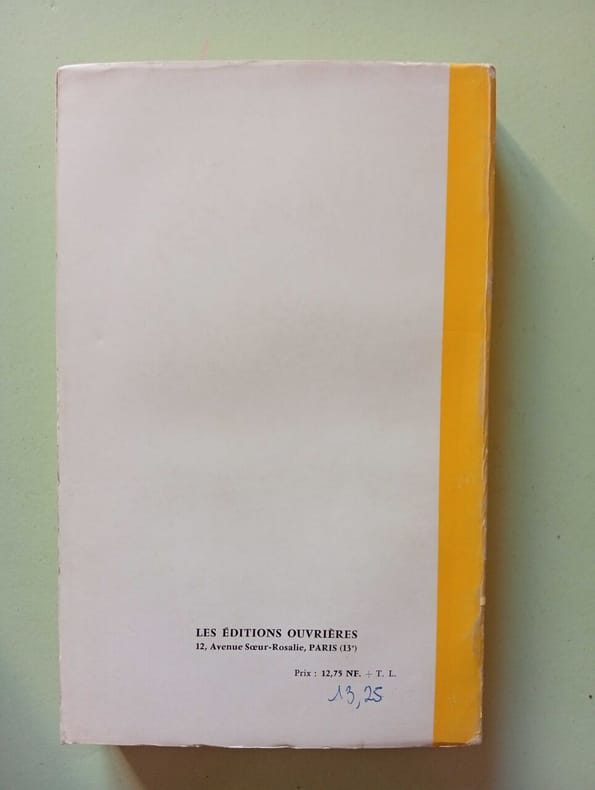 LES ÉDITIONS OUVRIÈRES
12, Avenue Sœur-Rosalie, PARIS (13ᵉ)
Prix : 12,75 NF. + T. L.
13,25